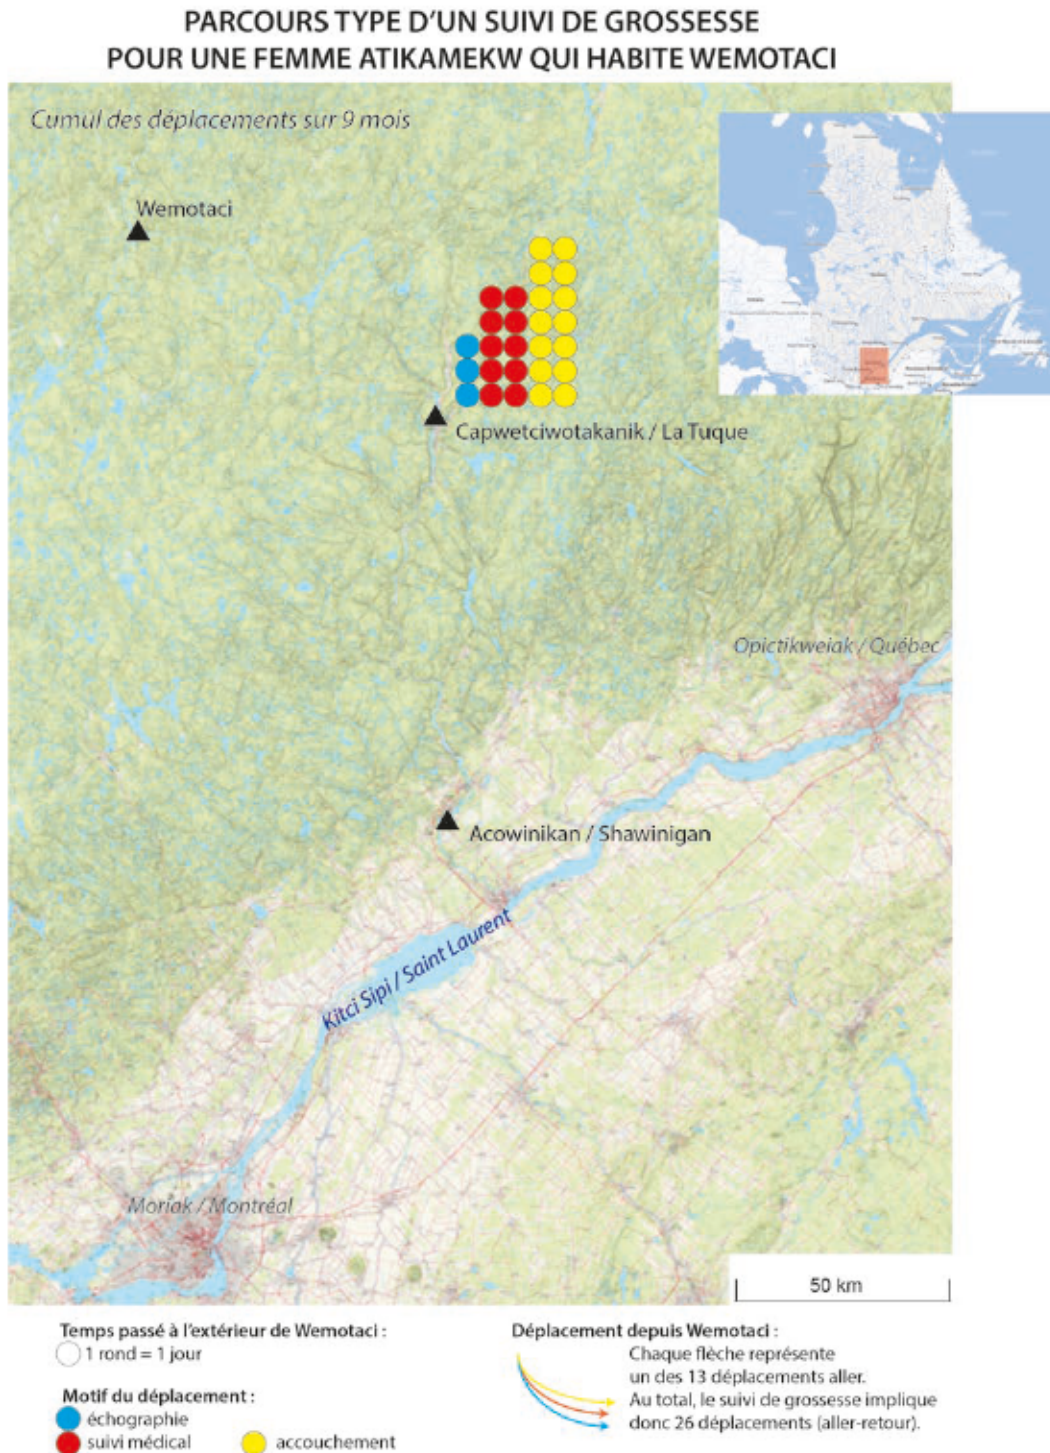 PARCOURS TYPE D'UN SUIVI DE GROSSESSE
POUR UNE FEMME ATIKAMEKW QUI HABITE WEMOTACI
Cumul des déplacements sur 9 mois
Wemotaci
Capwetciwotakanik / La Tuque
Opictikweiak / Québec
Acowinikan / Shawinigan
Kitci Sipi / Saint Laurent
Moriak / Montréal
50 km
Temps passé à l'extérieur de Wemotaci :
1 rond = 1 jour
Motif du déplacement :
échographie
suivi médical
accouchement
Déplacement depuis Wemotaci :
Chaque flèche représente
un des 13 déplacements aller.
Au total, le suivi de grossesse implique
donc 26 déplacements (aller-retour).